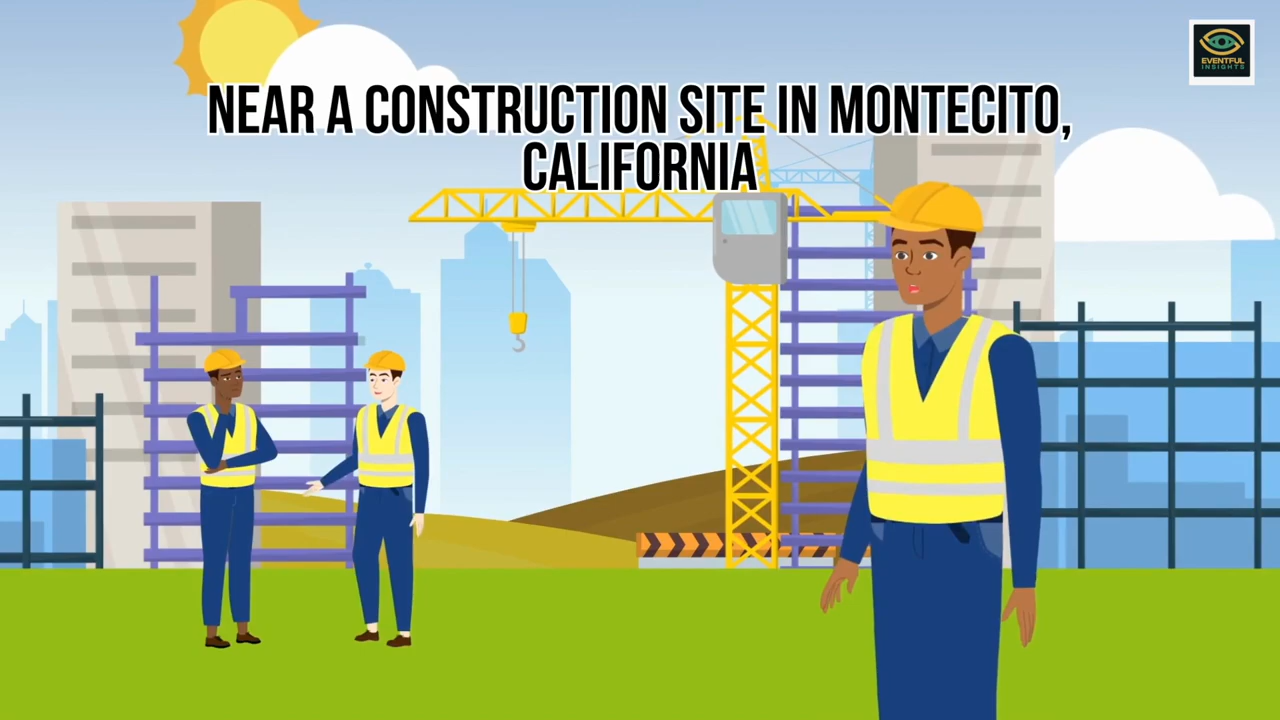 NEAR A CONSTRUCTION SITE IN MONTECITO,
CALIFORNIA
EVENTFUL
INSIGHTS